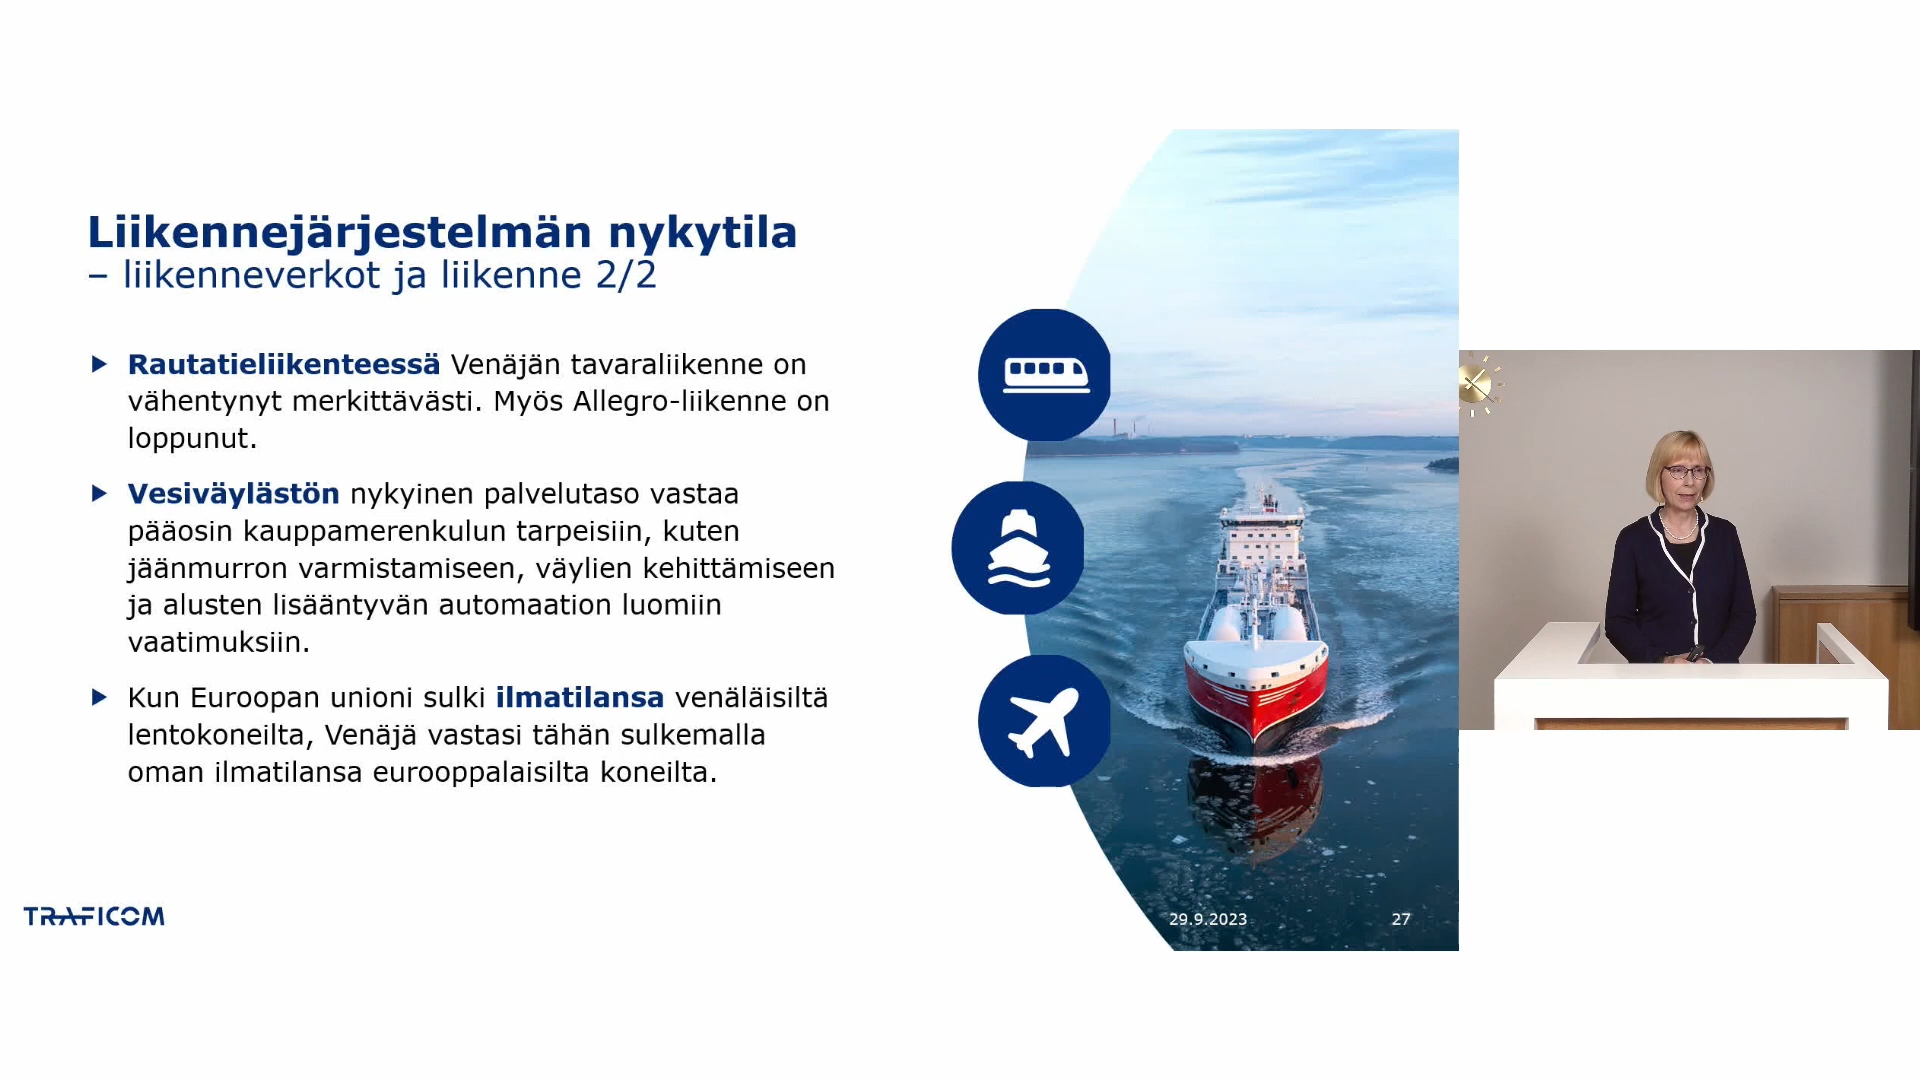 Liikennejärjestelmän nykytila
– liikenneverkot ja liikenne 2/2
Rautatieliikenteessä Venäjän tavaraliikenne on
vähentynyt merkittävästi. Myös Allegro-liikenne on
loppunut.
Vesiväylästön nykyinen palvelutaso vastaa
pääosin kauppamerenkulun tarpeisiin, kuten
jäänmurron varmistamiseen, väylien kehittämiseen
ja alusten lisääntyvän automaation luomiin
vaatimuksiin.
Kun Euroopan unioni sulki ilmatilansa venäläisiltä
lentokoneilta, Venäjä vastasi tähän sulkemalla
oman ilmatilansa eurooppalaisilta koneilta.
TRAFICOM
29.9.2023
27